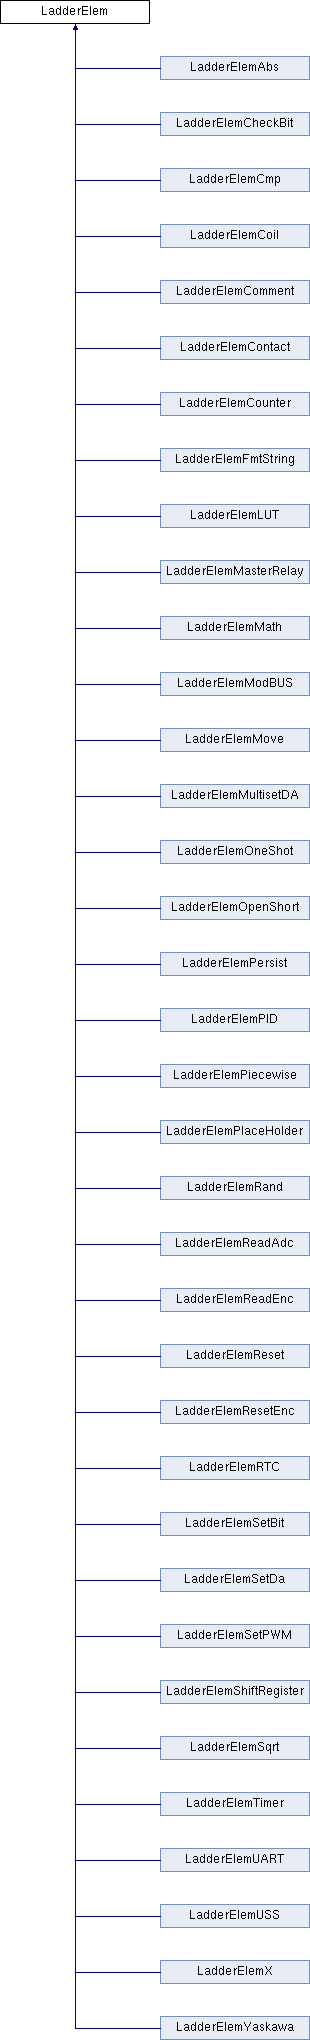 LadderElem
LadderElemAbs
LadderElemCheckBit
LadderElemCmp
LadderElemCoil
LadderElemComment
LadderElemContact
LadderElemCounter
LadderElemFmtString
LadderElemLUT
LadderElemMasterRelay
LadderElemMath
LadderElemModBUS
LadderElemMove
LadderElemMultisetDA
LadderElemOneShot
LadderElemOpenShort
LadderElemPersist
LadderElemPID
LadderElemPiecewise
LadderElemPlaceHolder
LadderElemRand
LadderElemReadAdc
LadderElemReadEnc
LadderElemReset
LadderElemResetEnc
LadderElemRTC
LadderElemSetBit
LadderElemSetDa
LadderElemSetPWM
LadderElemShiftRegister
LadderElemSqrt
LadderElemTimer
LadderElemUART
LadderElemUSS
LadderElemX
LadderElemYaskawa